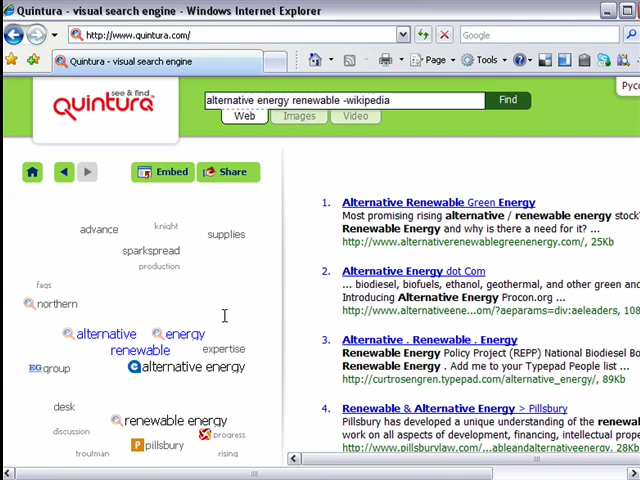 Quintura - visual search engine - Windows Internet Explorer
http://www.quintura.com/
Google
Quintura - visual search engine
Page
Tools
see & find
quintura
alternative energy renewable -wikipedia
Find
Web
Images
Video
Embed
Share
advance
knight
supplies
sparkspread
production
faqs
northern
alternative
energy
renewable
expertise
EG group
alternative energy
desk
renewable energy
discussion
progress
pillsbury
troutman
rising
1. Alternative Renewable Green Energy
Most promising rising alternative / renewable energy stock?
Renewable Energy and why is there a need for it? ...
http://www.alternativerenewablegreenenergy.com/, 25Kb
2. Alternative Energy dot Com
... biodiesel, biofuels, ethanol, geothermal, and other green and
Introducing Alternative Energy Procon.org ...
http://www.alternativeene...om/?aeparams=div:aeleaders, 108
3. Alternative . Renewable . Energy
Renewable Energy Policy Project (REPP) National Biodiesel Bo
Renewable Energy . Add me to your Typepad People list ...
http://curtrosengren.typepad.com/alternative_energy/, 89Kb
4. Renewable & Alternative Energy > Pillsbury
Pillsbury has developed a unique understanding of the renewa
work on all aspects of development, financing, intellectual prope
http://www.pillsburylaw.com/...ableandalternativeenergy, 28Kb
Русс